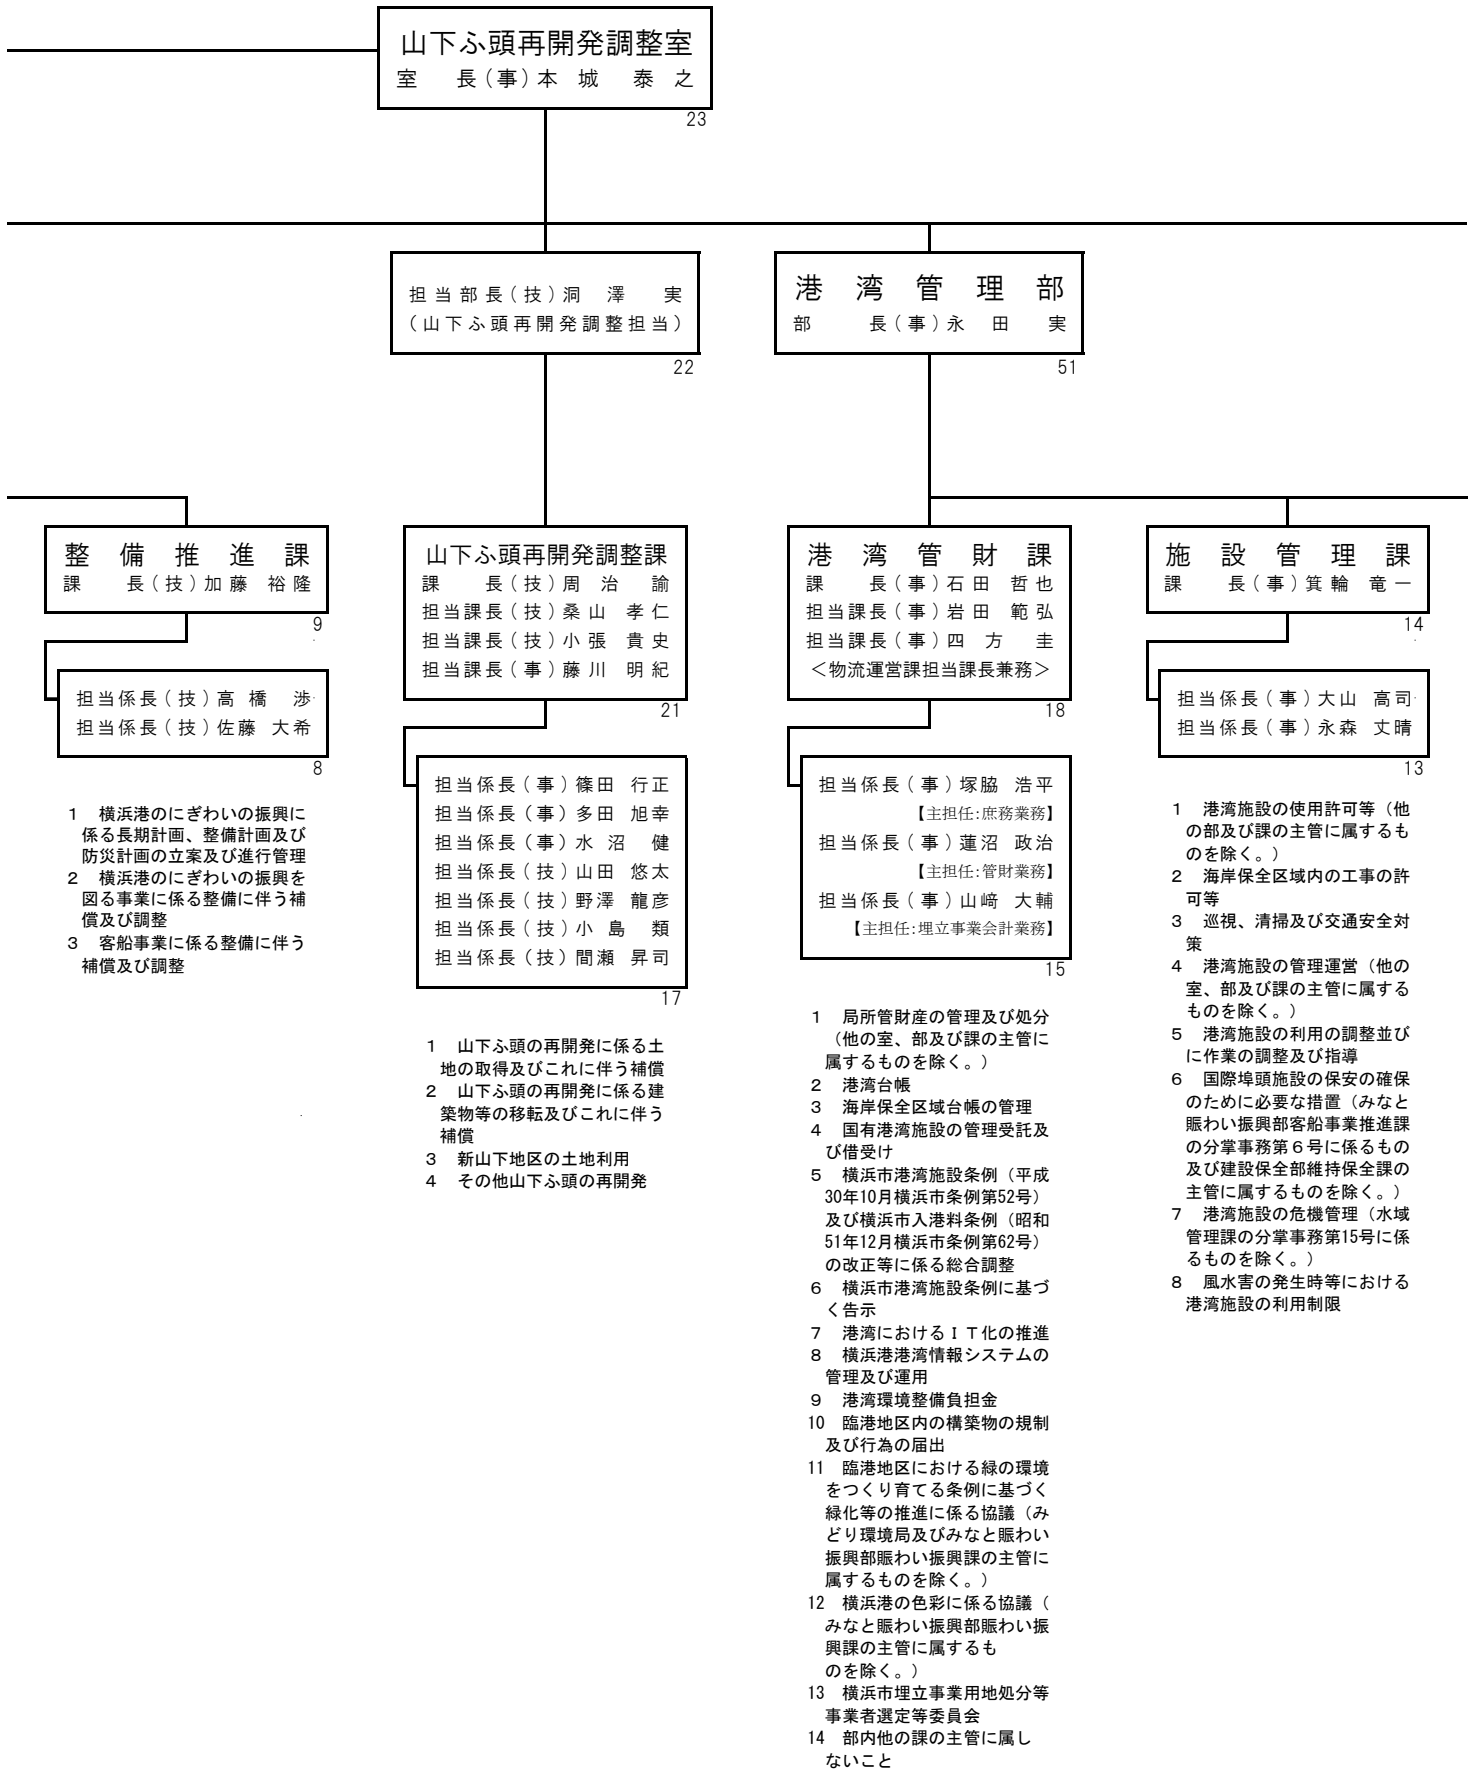 山下ふ頭再開発調整室
室　長（事）本　城　泰　之
23
担当部長（技）洞　澤　実
（山下ふ頭再開発調整担当）
22
港　湾　管　理　部
部　長（事）永　田　実
51
整　備　推　進　課
課　長（技）加藤　裕隆
9
担当係長（技）高　橋　渉
担当係長（技）佐藤　大希
8
1　横浜港のにぎわいの振興に
係る長期計画、整備計画及び
防災計画の立案及び進行管理
2　横浜港のにぎわいの振興を
図る事業に係る整備に伴う補
償及び調整
3　客船事業に係る整備に伴う
補償及び調整
山下ふ頭再開発調整課
課　長（技）周　治　諭
担当課長（技）桑山　孝仁
担当課長（技）小張　貴史
担当課長（事）藤川　明紀
21
担当係長（事）篠田　行正
担当係長（事）多田　旭幸
担当係長（事）水　沼　健
担当係長（技）山田　悠太
担当係長（技）野澤　龍彦
担当係長（技）小　島　類
担当係長（技）間瀬　昇司
17
1　山下ふ頭の再開発に係る土
地の取得及びこれに伴う補償
2　山下ふ頭の再開発に係る建
築物等の移転及びこれに伴う
補償
3　新山下地区の土地利用
4　その他山下ふ頭の再開発
港　湾　管　財　課
課　長（事）石田　哲也
担当課長（事）岩田　範弘
担当課長（事）四　方　圭
＜物流運営課担当課長兼務＞
18
担当係長（事）塚脇　浩平
【主担任:庶務業務】
担当係長（事）蓮沼　政治
【主担任:管財業務】
担当係長（事）山﨑　大輔
【主担任:埋立事業会計業務】
15
1　局所管財産の管理及び処分
（他の室、部及び課の主管に
属するものを除く。）
2　港湾台帳
3　海岸保全区域台帳の管理
4　国有港湾施設の管理受託及
び借受け
5　横浜市港湾施設条例（平成
30年10月横浜市条例第52号）
及び横浜市入港料条例（昭和
51年12月横浜市条例第62号）
の改正等に係る総合調整
6　横浜市港湾施設条例に基づ
く告示
7　港湾におけるＩＴ化の推進
8　横浜港港湾情報システムの
管理及び運用
9　港湾環境整備負担金
10　臨港地区内の構築物の規制
及び行為の届出
11　臨港地区における緑の環境
をつくり育てる条例に基づく
緑化等の推進に係る協議（み
どり環境局及びみなと賑わい
振興部賑わい振興課の主管に
属するものを除く。）
12　横浜港の色彩に係る協議（
みなと賑わい振興部賑わい振
興課の主管に属するも
のを除く。）
13　横浜市埋立事業用地処分等
事業者選定等委員会
14　部内他の課の主管に属し
ないこと
施　設　管　理　課
課　長（事）箕輪　竜一
14
担当係長（事）大山　高司
担当係長（事）永森　丈晴
13
1　港湾施設の使用許可等（他
の部及び課の主管に属するも
のを除く。）
2　海岸保全区域内の工事の許
可等
3　巡視、清掃及び交通安全対
策
4　港湾施設の管理運営（他の
室、部及び課の主管に属する
ものを除く。）
5　港湾施設の利用の調整並び
に作業の調整及び指導
6　国際埠頭施設の保安の確保
のために必要な措置（みなと
賑わい振興部客船事業推進課
の分掌事務第６号に係るもの
及び建設保全部維持保全課の
主管に属するものを除く。）
7　港湾施設の危機管理（水域
管理課の分掌事務第15号に係
るものを除く。）
8　風水害の発生時等における
港湾施設の利用制限